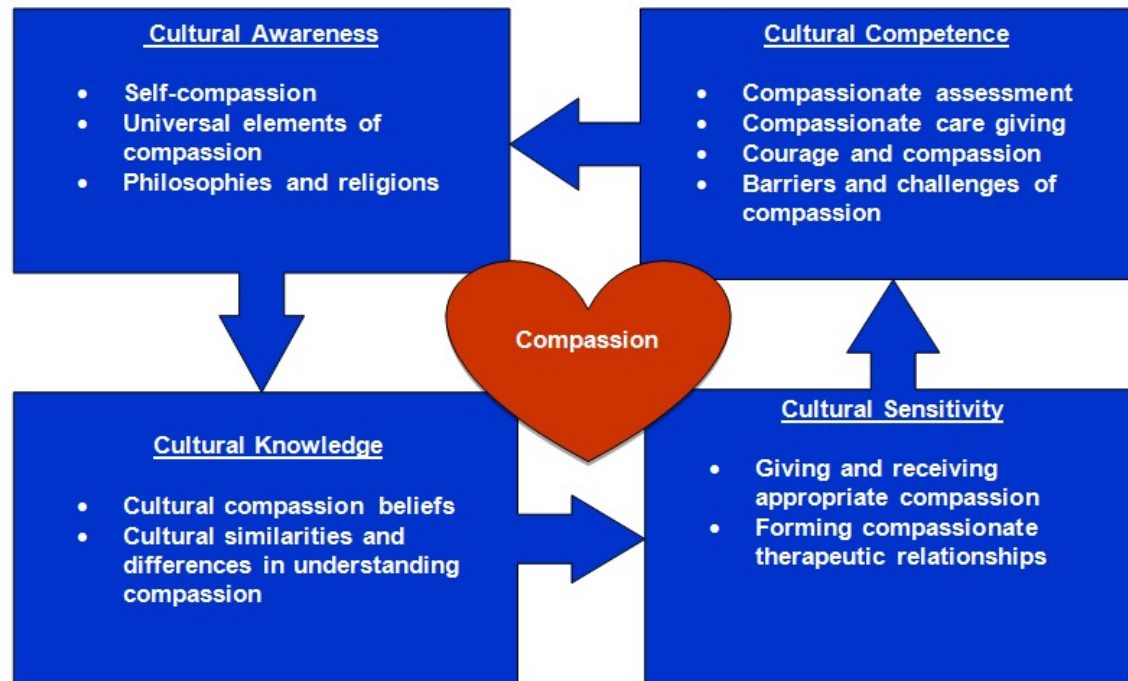 Cultural Awareness
• Self-compassion
• Universal elements of
compassion
• Philosophies and religions
Cultural Competence
• Compassionate assessment
• Compassionate care giving
• Courage and compassion
• Barriers and challenges of
compassion
Compassion
Cultural Knowledge
• Cultural compassion beliefs
• Cultural similarities and
differences in understanding
compassion
Cultural Sensitivity
• Giving and receiving
appropriate compassion
• Forming compassionate
therapeutic relationships